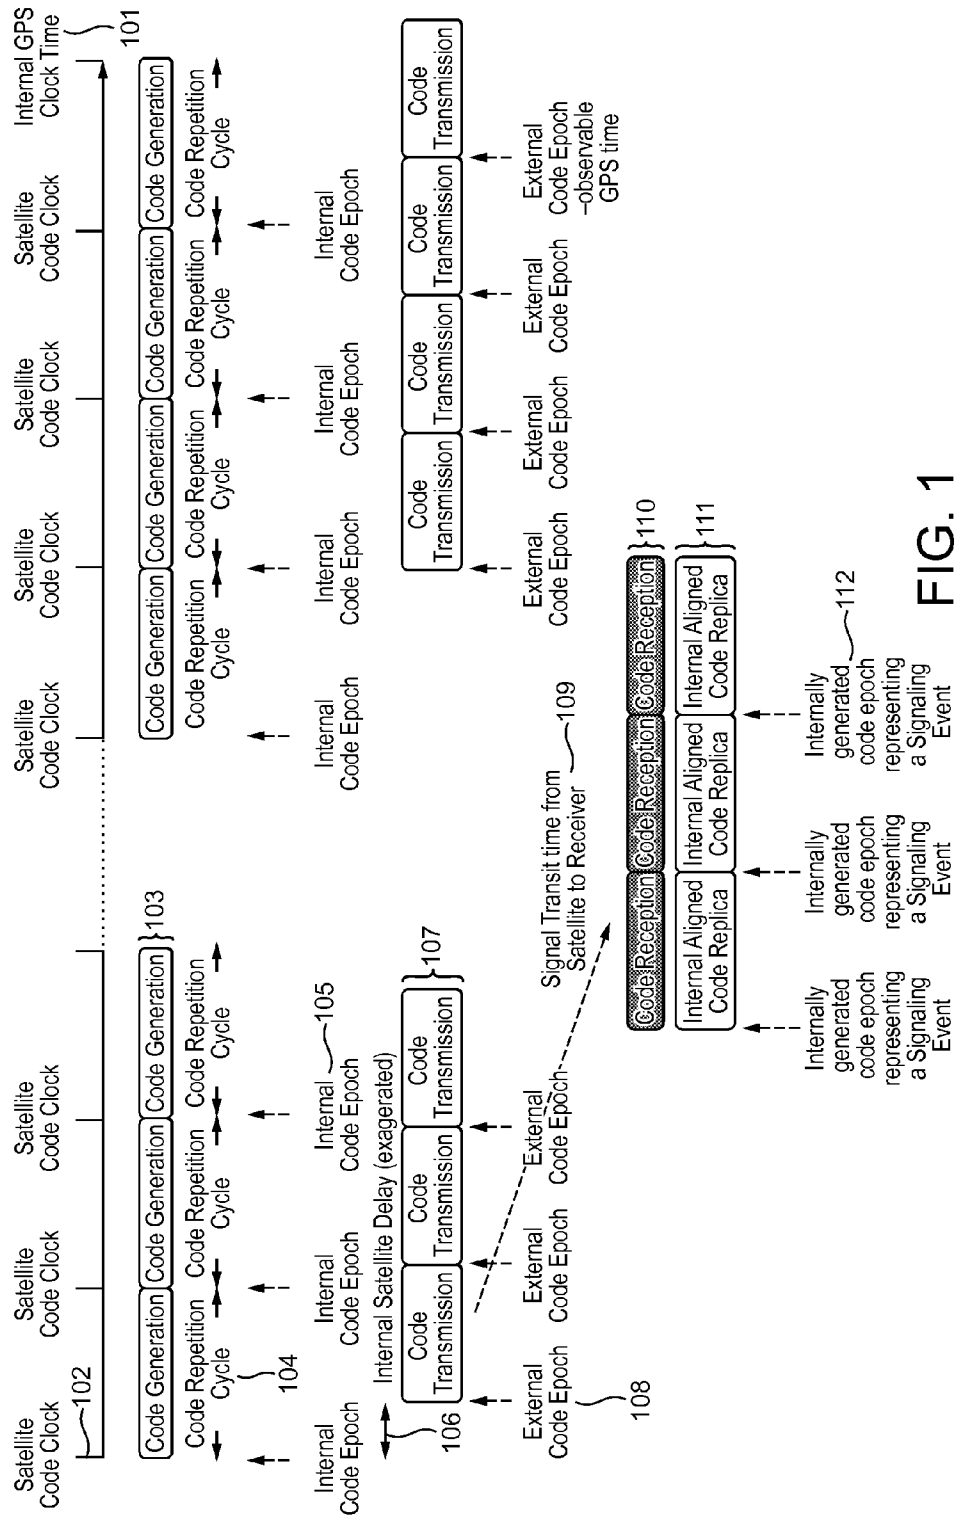 Satellite
Code Clock
Satellite
Code Clock
Satellite
Code Clock
Satellite
Code Clock
Satellite
Code Clock
Satellite
Code Clock
Satellite
Code Clock
Internal GPS
Clock Time
101
102
Code Generation
Code Generation
Code Generation
103
Code Generation
Code Generation
Code Generation
Code Generation
Code Repetition
Cycle
104
Code Repetition
Cycle
Code Repetition
Cycle
Code Repetition
Cycle
Code Repetition
Cycle
Code Repetition
Cycle
Code Repetition
Cycle
Internal
Code Epoch
Internal
Code Epoch
Internal
Code Epoch
105
Internal
Code Epoch
Internal
Code Epoch
Internal
Code Epoch
Internal
Code Epoch
Internal Satellite Delay (exagerated)
106
Code
Transmission
Code
Transmission
Code
Transmission
107
Code
Transmission
Code
Transmission
Code
Transmission
Code
Transmission
External
Code Epoch
108
External
Code Epoch
External
Code Epoch
External
Code Epoch
External
Code Epoch
External
Code Epoch
External
Code Epoch
–observable
GPS time
Signal Transit time from
Satellite to Receiver
109
Code Reception
Code Reception
Code Reception
110
Internal Aligned
Code Replica
Internal Aligned
Code Replica
Internal Aligned
Code Replica
111
Internally
generated
code epoch
representing
a Signaling
Event
Internally
generated
code epoch
representing
a Signaling
Event
Internally
generated
code epoch
representing
a Signaling
Event
112
FIG. 1